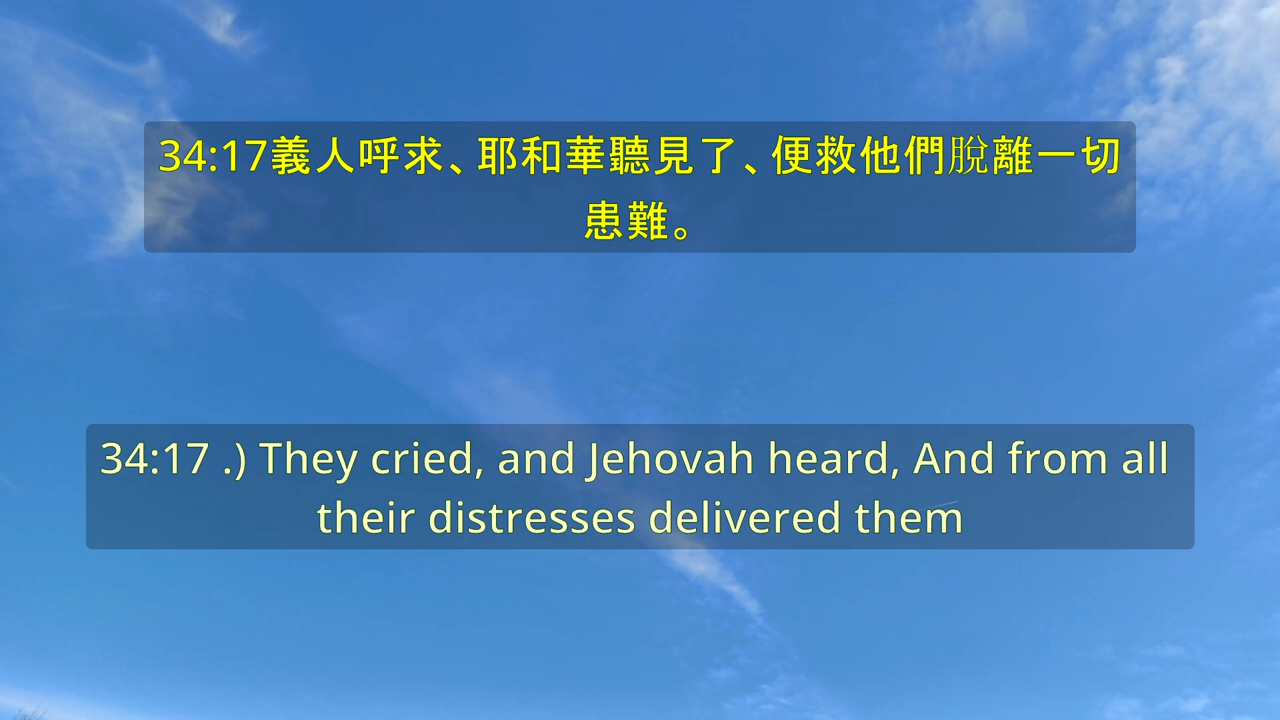 34:17義人呼求、耶和華聽見了、便救他們脫離一切
患難。
34:17 .) They cried, and Jehovah heard, And from all
their distresses delivered them